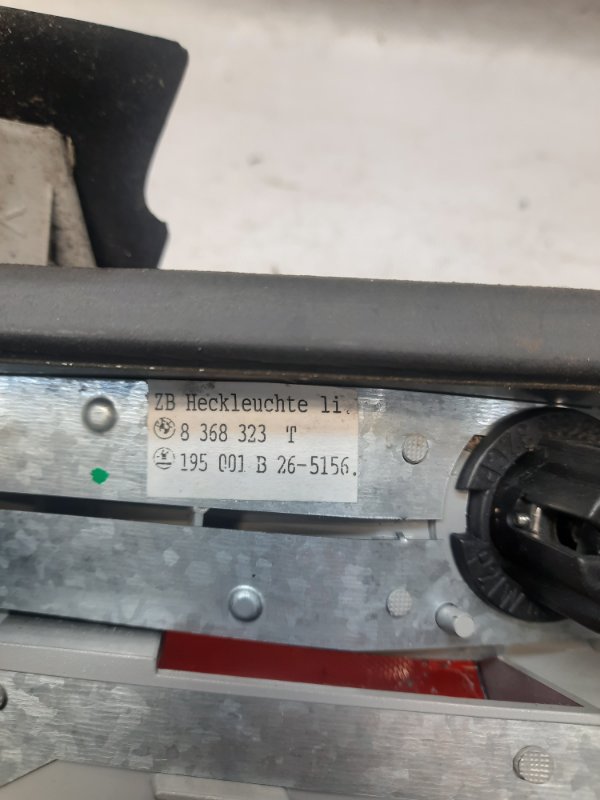 ZB Heckleuchte li.
8 368 323 T
195 001 B 26-5156.